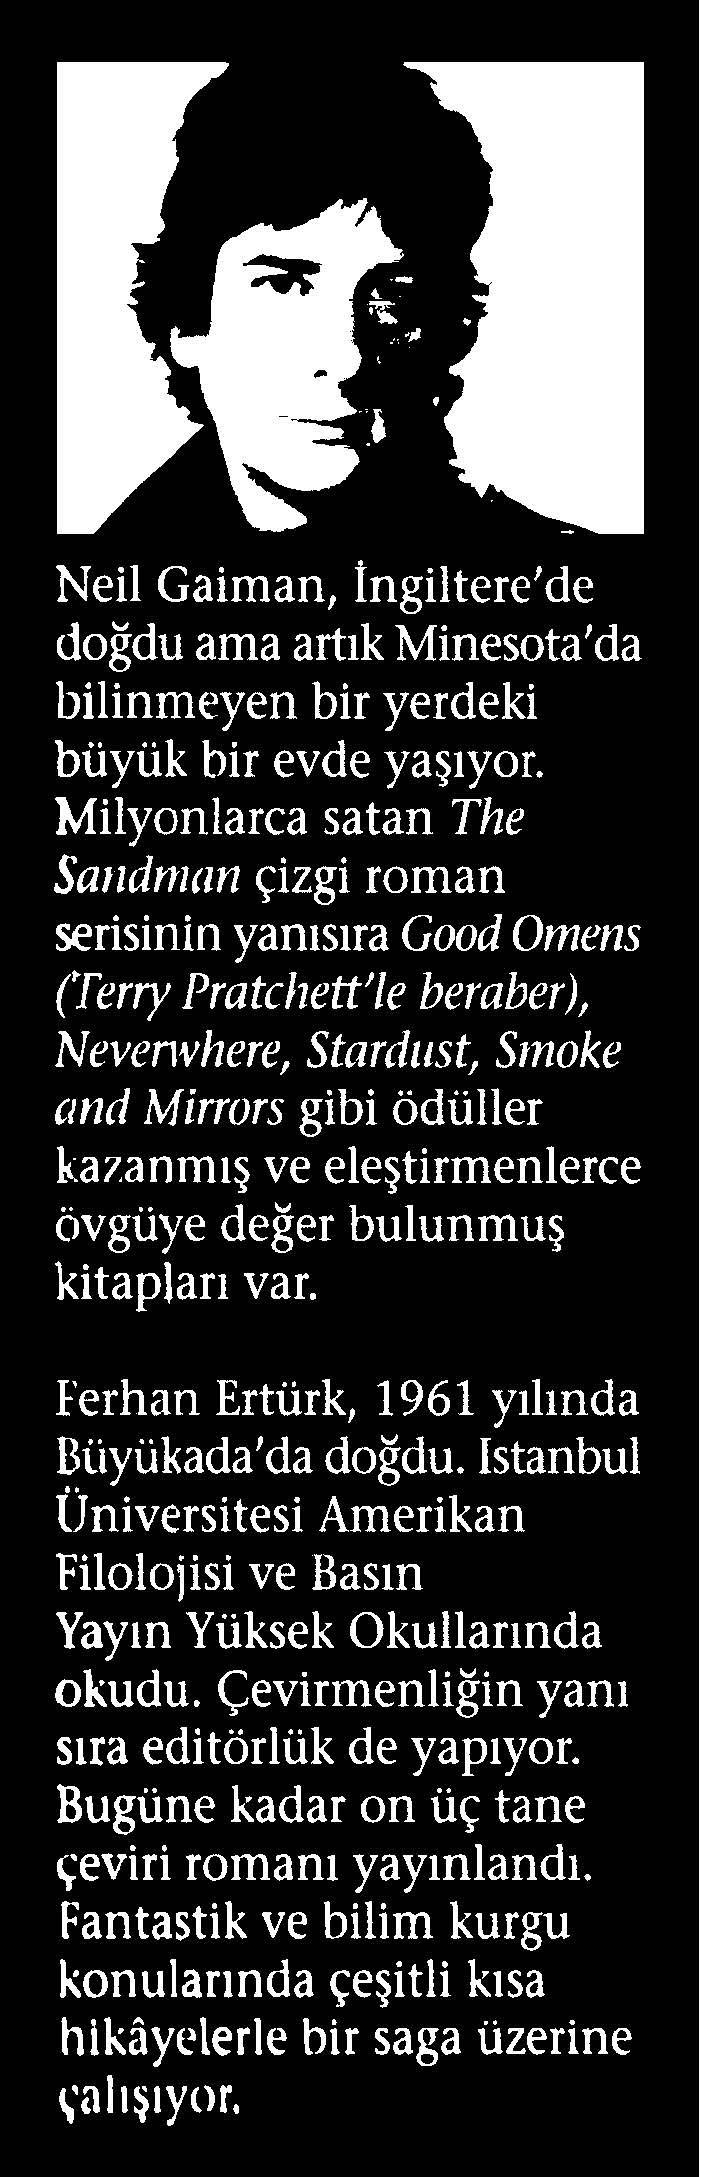 Neil Gaiman, İngiltere'de
doğdu ama artık Minesota'da
bilinmeyen bir yerdeki
büyük bir evde yaşıyor.
Milyonlarca satan The
Sandman çizgi roman
serisinin yanısıra Good Omens
(Terry Pratchett'le beraber),
Neverwhere, Stardust, Smoke
and Mirrors gibi ödüller
kazanmış ve eleştirmenlerce
övgüye değer bulunmuş
kitapları var.

Ferhan Ertürk, 1961 yılında
Büyükada'da doğdu. Istanbul
Üniversitesi Amerikan
Filolojisi ve Basın
Yayın Yüksek Okullarında
okudu. Çevirmenliğin yanı
sıra editörlük de yapıyor.
Bugüne kadar on üç tane
çeviri romanı yayınlandı.
Fantastik ve bilim kurgu
konularında çeşitli kısa
hikâyelerle bir saga üzerine
çalışıyor.